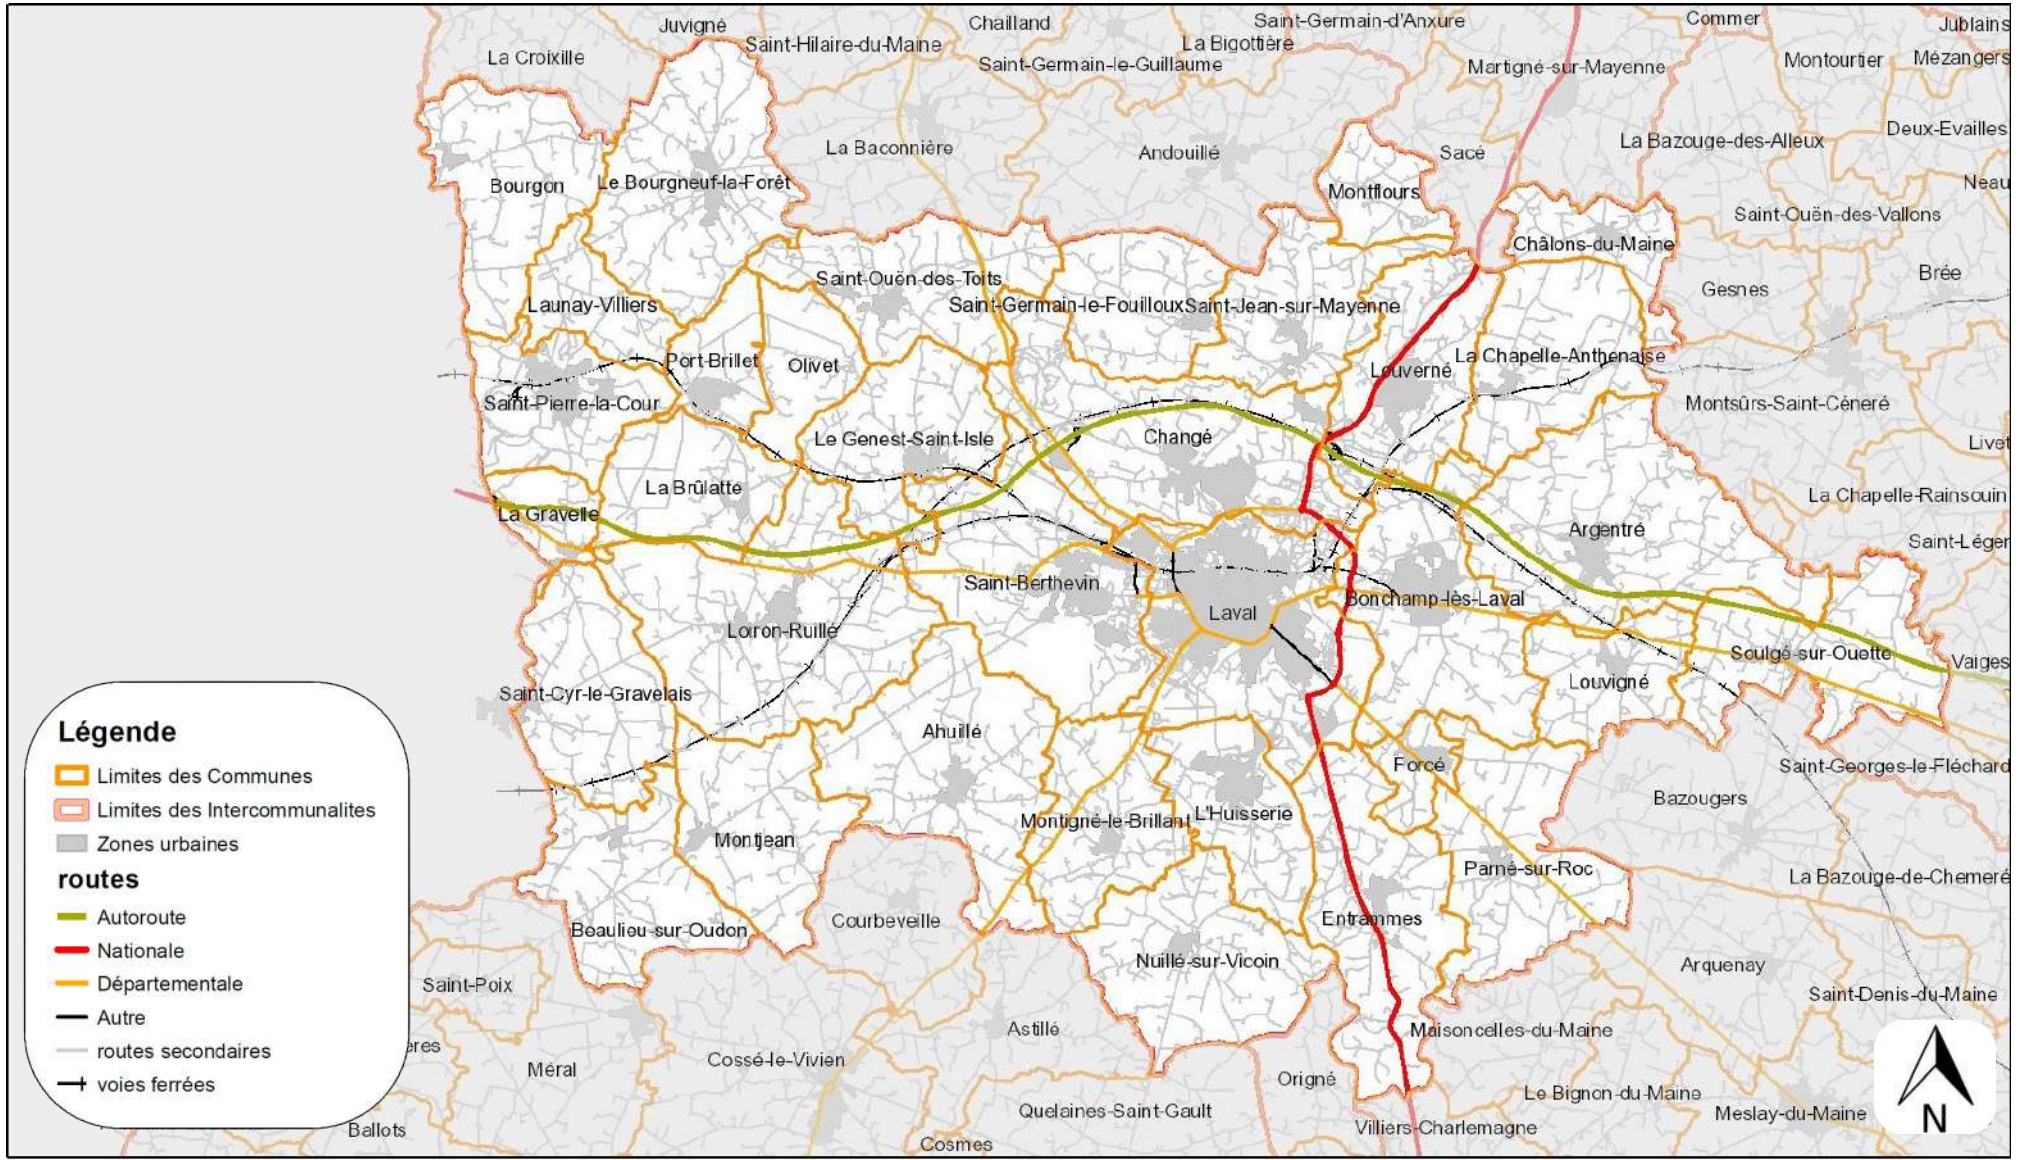 Juvigné
Chailland
Saint-Germain-d'Anxure
Commer
Jublains
La Croixille
Saint-Hilaire-du-Maine
La Bigottière
Saint-Germain-le-Guillaume
Martigné-sur-Mayenne
Montourtier
Mézangers
La Baconnière
Andouillé
Sacé
La Bazouge-des-Alleux
Deux-Evailles
Bourgon
Le Bourgneuf-la-Forêt
Montflours
Neau
Saint-Ouën-des-Vallons
Châlons-du-Maine
Saint-Ouën-des-Toits
Gesnes
Brée
Launay-Villiers
Saint-Germain-le-Fouilloux
Saint-Jean-sur-Mayenne
Port-Brillet
Olivet
Louverné
La Chapelle-Anthenaise
Saint-Pierre-la-Cour
Montsûrs-Saint-Céneré
Le Genest-Saint-Isle
Changé
Livet
La Brûlatte
La Chapelle-Rainsouin
La Gravelle
Argentré
Saint-Léger
Saint-Berthevin
Laval
Bonchamp-lès-Laval
Loiron-Ruillé
Louvigné
Soulgé-sur-Ouette
Vaiges
Saint-Cyr-le-Gravelais
Ahuillé
Forcé
Saint-Georges-le-Fléchard
Bazougers
Montjean
Montigné-le-Brillant
L'Huisserie
Parné-sur-Roc
La Bazouge-de-Chemeré
Beaulieu-sur-Oudon
Courbeveille
Entrammes
Nuillé-sur-Vicoin
Arquenay
Saint-Poix
Saint-Denis-du-Maine
Astillé
Maisoncelles-du-Maine
ères
Méral
Cossé-le-Vivien
Origné
Le Bignon-du-Maine
Quelaines-Saint-Gault
Meslay-du-Maine
Ballots
Cosmes
Villiers-Charlemagne
Légende
Limites des Communes
Limites des Intercommunalites
Zones urbaines
routes
Autoroute
Nationale
Départementale
Autre
routes secondaires
voies ferrées
N